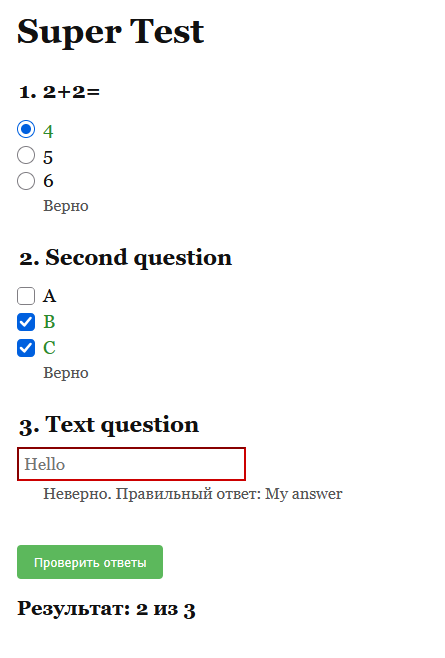 Super Test
1. 2+2=
4
5
6
Верно
2. Second question
A
B
C
Верно
3. Text question
Hello
Неверно. Правильный ответ: My answer
Проверить ответы
Результат: 2 из 3